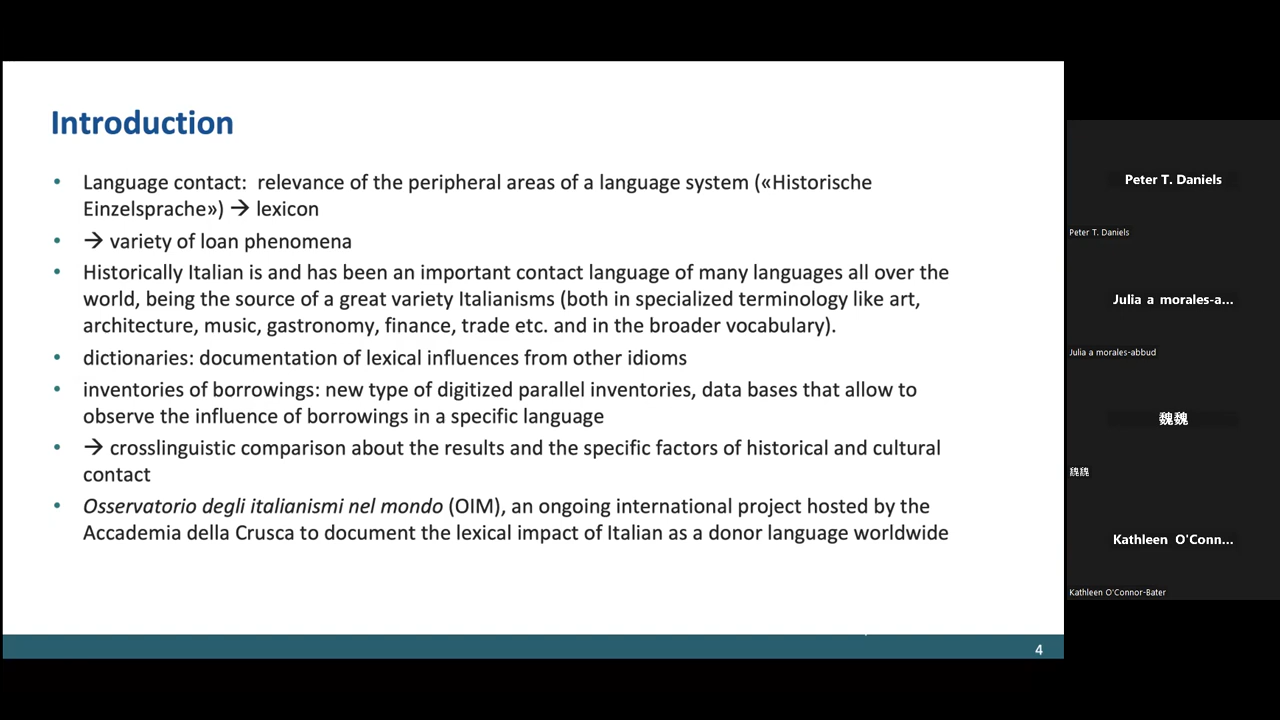 Introduction
• Language contact:  relevance of the peripheral areas of a language system («Historische
Einzelsprache») → lexicon
• → variety of loan phenomena
• Historically Italian is and has been an important contact language of many languages all over the
world, being the source of a great variety Italianisms (both in specialized terminology like art,
architecture, music, gastronomy, finance, trade etc. and in the broader vocabulary).
• dictionaries: documentation of lexical influences from other idioms
• inventories of borrowings: new type of digitized parallel inventories, data bases that allow to
observe the influence of borrowings in a specific language
• → crosslinguistic comparison about the results and the specific factors of historical and cultural
contact
• Osservatorio degli italianismi nel mondo (OIM), an ongoing international project hosted by the
Accademia della Crusca to document the lexical impact of Italian as a donor language worldwide
4
Peter T. Daniels
Peter T. Daniels
Julia a morales-a...
Julia a morales-abbud
魏魏
魏魏
Kathleen O'Conn...
Kathleen O'Connor-Bater